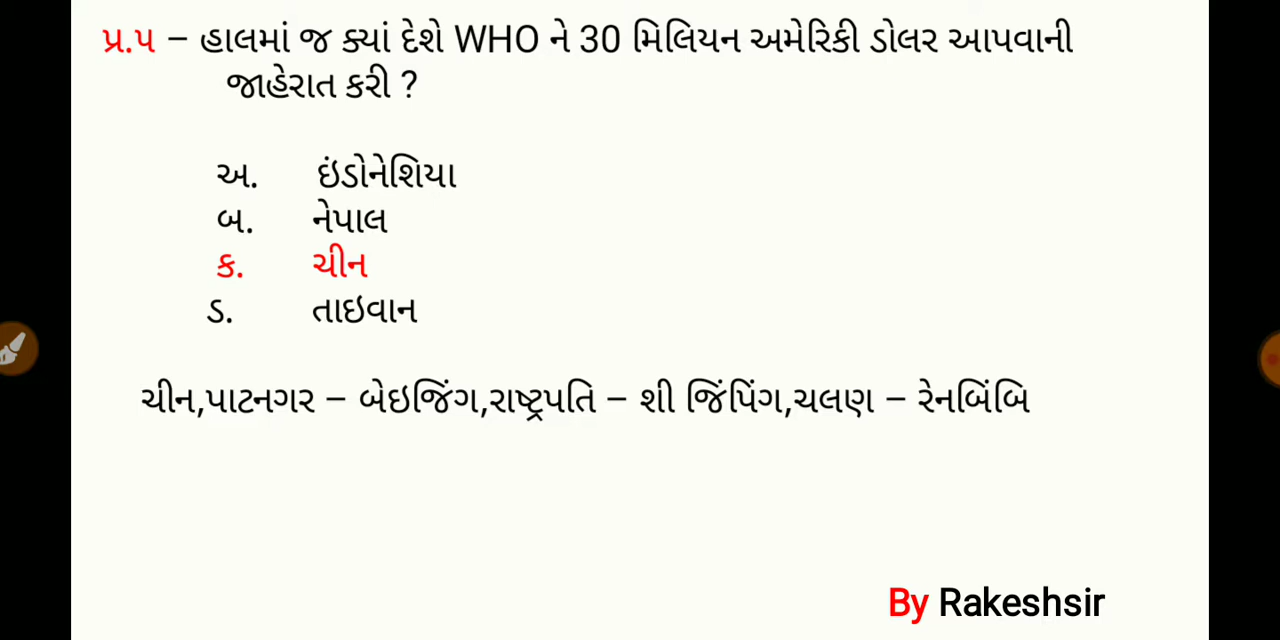 પ્ર.૫ – હાલમાં જ ક્યાં દેશે WHO ને 30 મિલિયન અમેરિકી ડોલર આપવાની
જાહેરાત કરી ?
અ. ઇંડોનેશિયા
બ. નેપાલ
ક. ચીન
ડ. તાઇવાન
ચીન,પાટનગર – બેઇજિંગ,રાષ્ટ્રપતિ – શી જિંપિંગ,ચલણ – રેનબિંબિ
By Rakeshsir